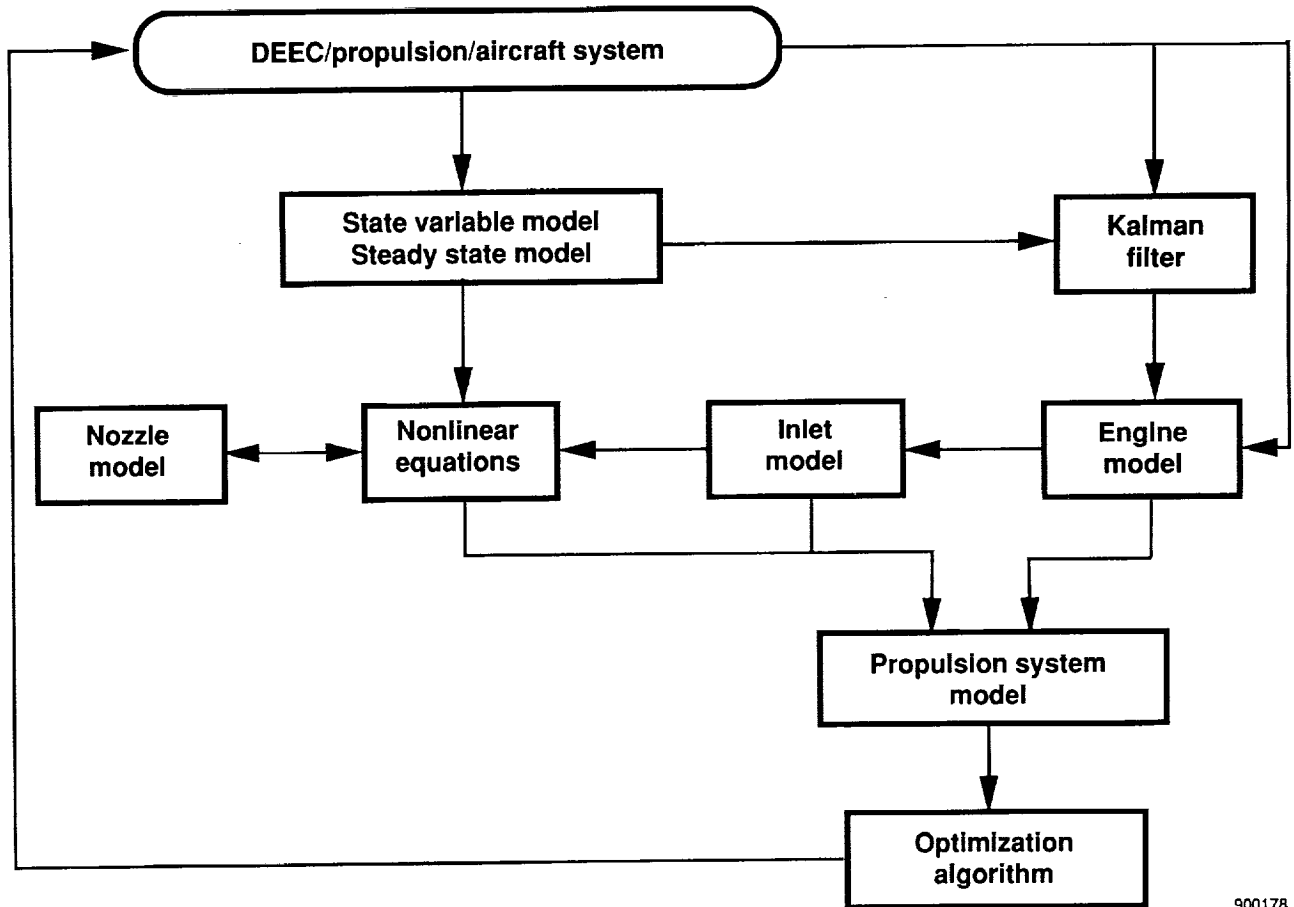 DEEC/propulsion/aircraft system
State variable model
Steady state model
Kalman
filter
Nozzle
model
Nonlinear
equations
Inlet
model
Engine
model
Propulsion system
model
Optimization
algorithm
900178